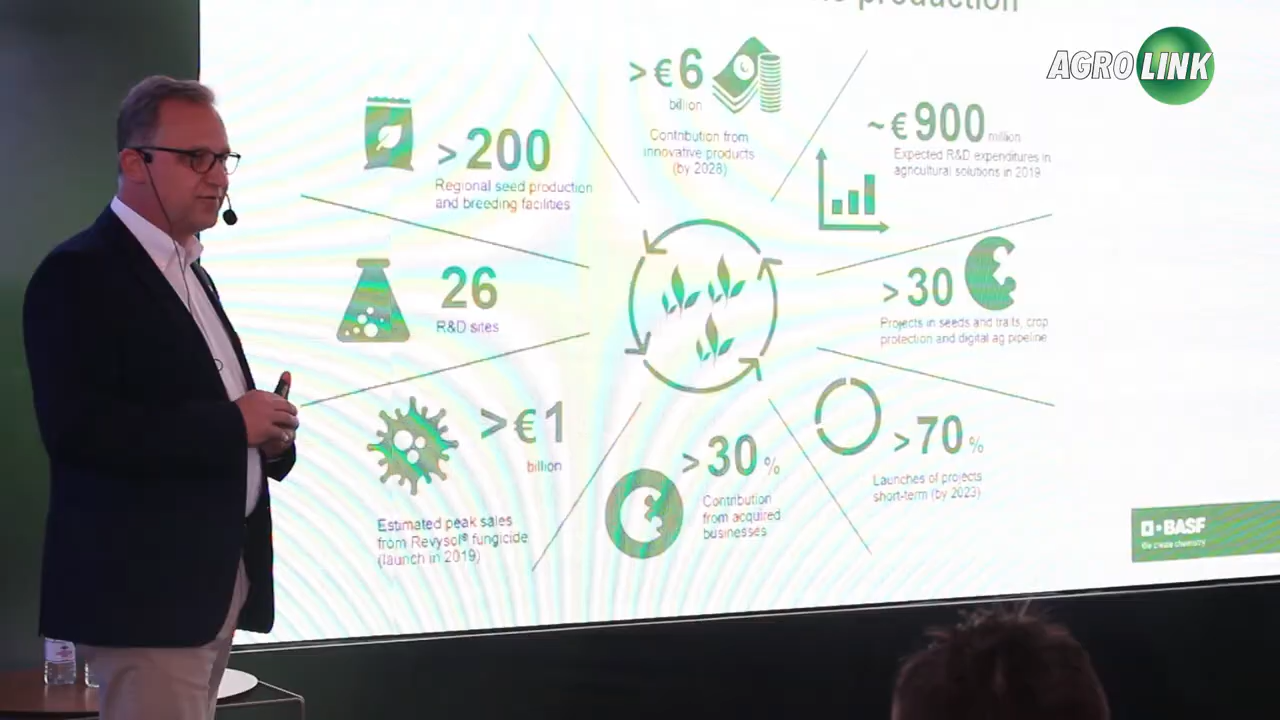 production
AGROLINK
>€6
billion
Contribution from
innovative products
(by 2028)
~€900 million
Expected R&D expenditures in
agricultural solutions in 2019
>200
Regional seed production
and breeding facilities
26
R&D sites
>30
Projects in seeds and traits, crop
protection and digital ag pipeline
>€1
billion
Estimated peak sales
from Revysol® fungicide
(launch in 2019)
>30 %
Contribution
from acquired
businesses
>70 %
Launches of projects
short-term (by 2023)
BASF
We create chemistry